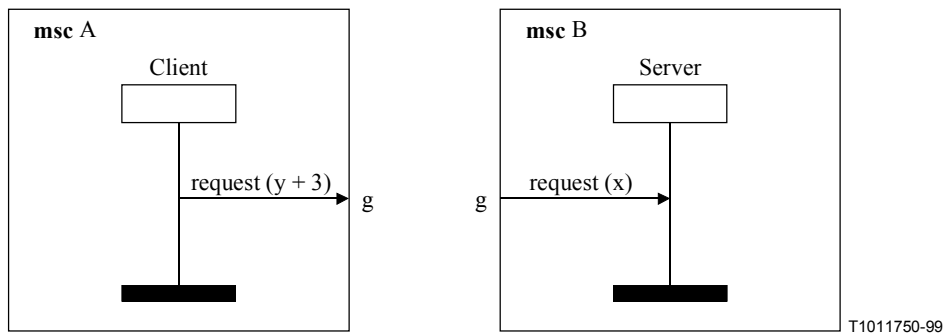 msc A
Client
request (y + 3)
g
msc B
Server
request (x)
g
T1011750-99